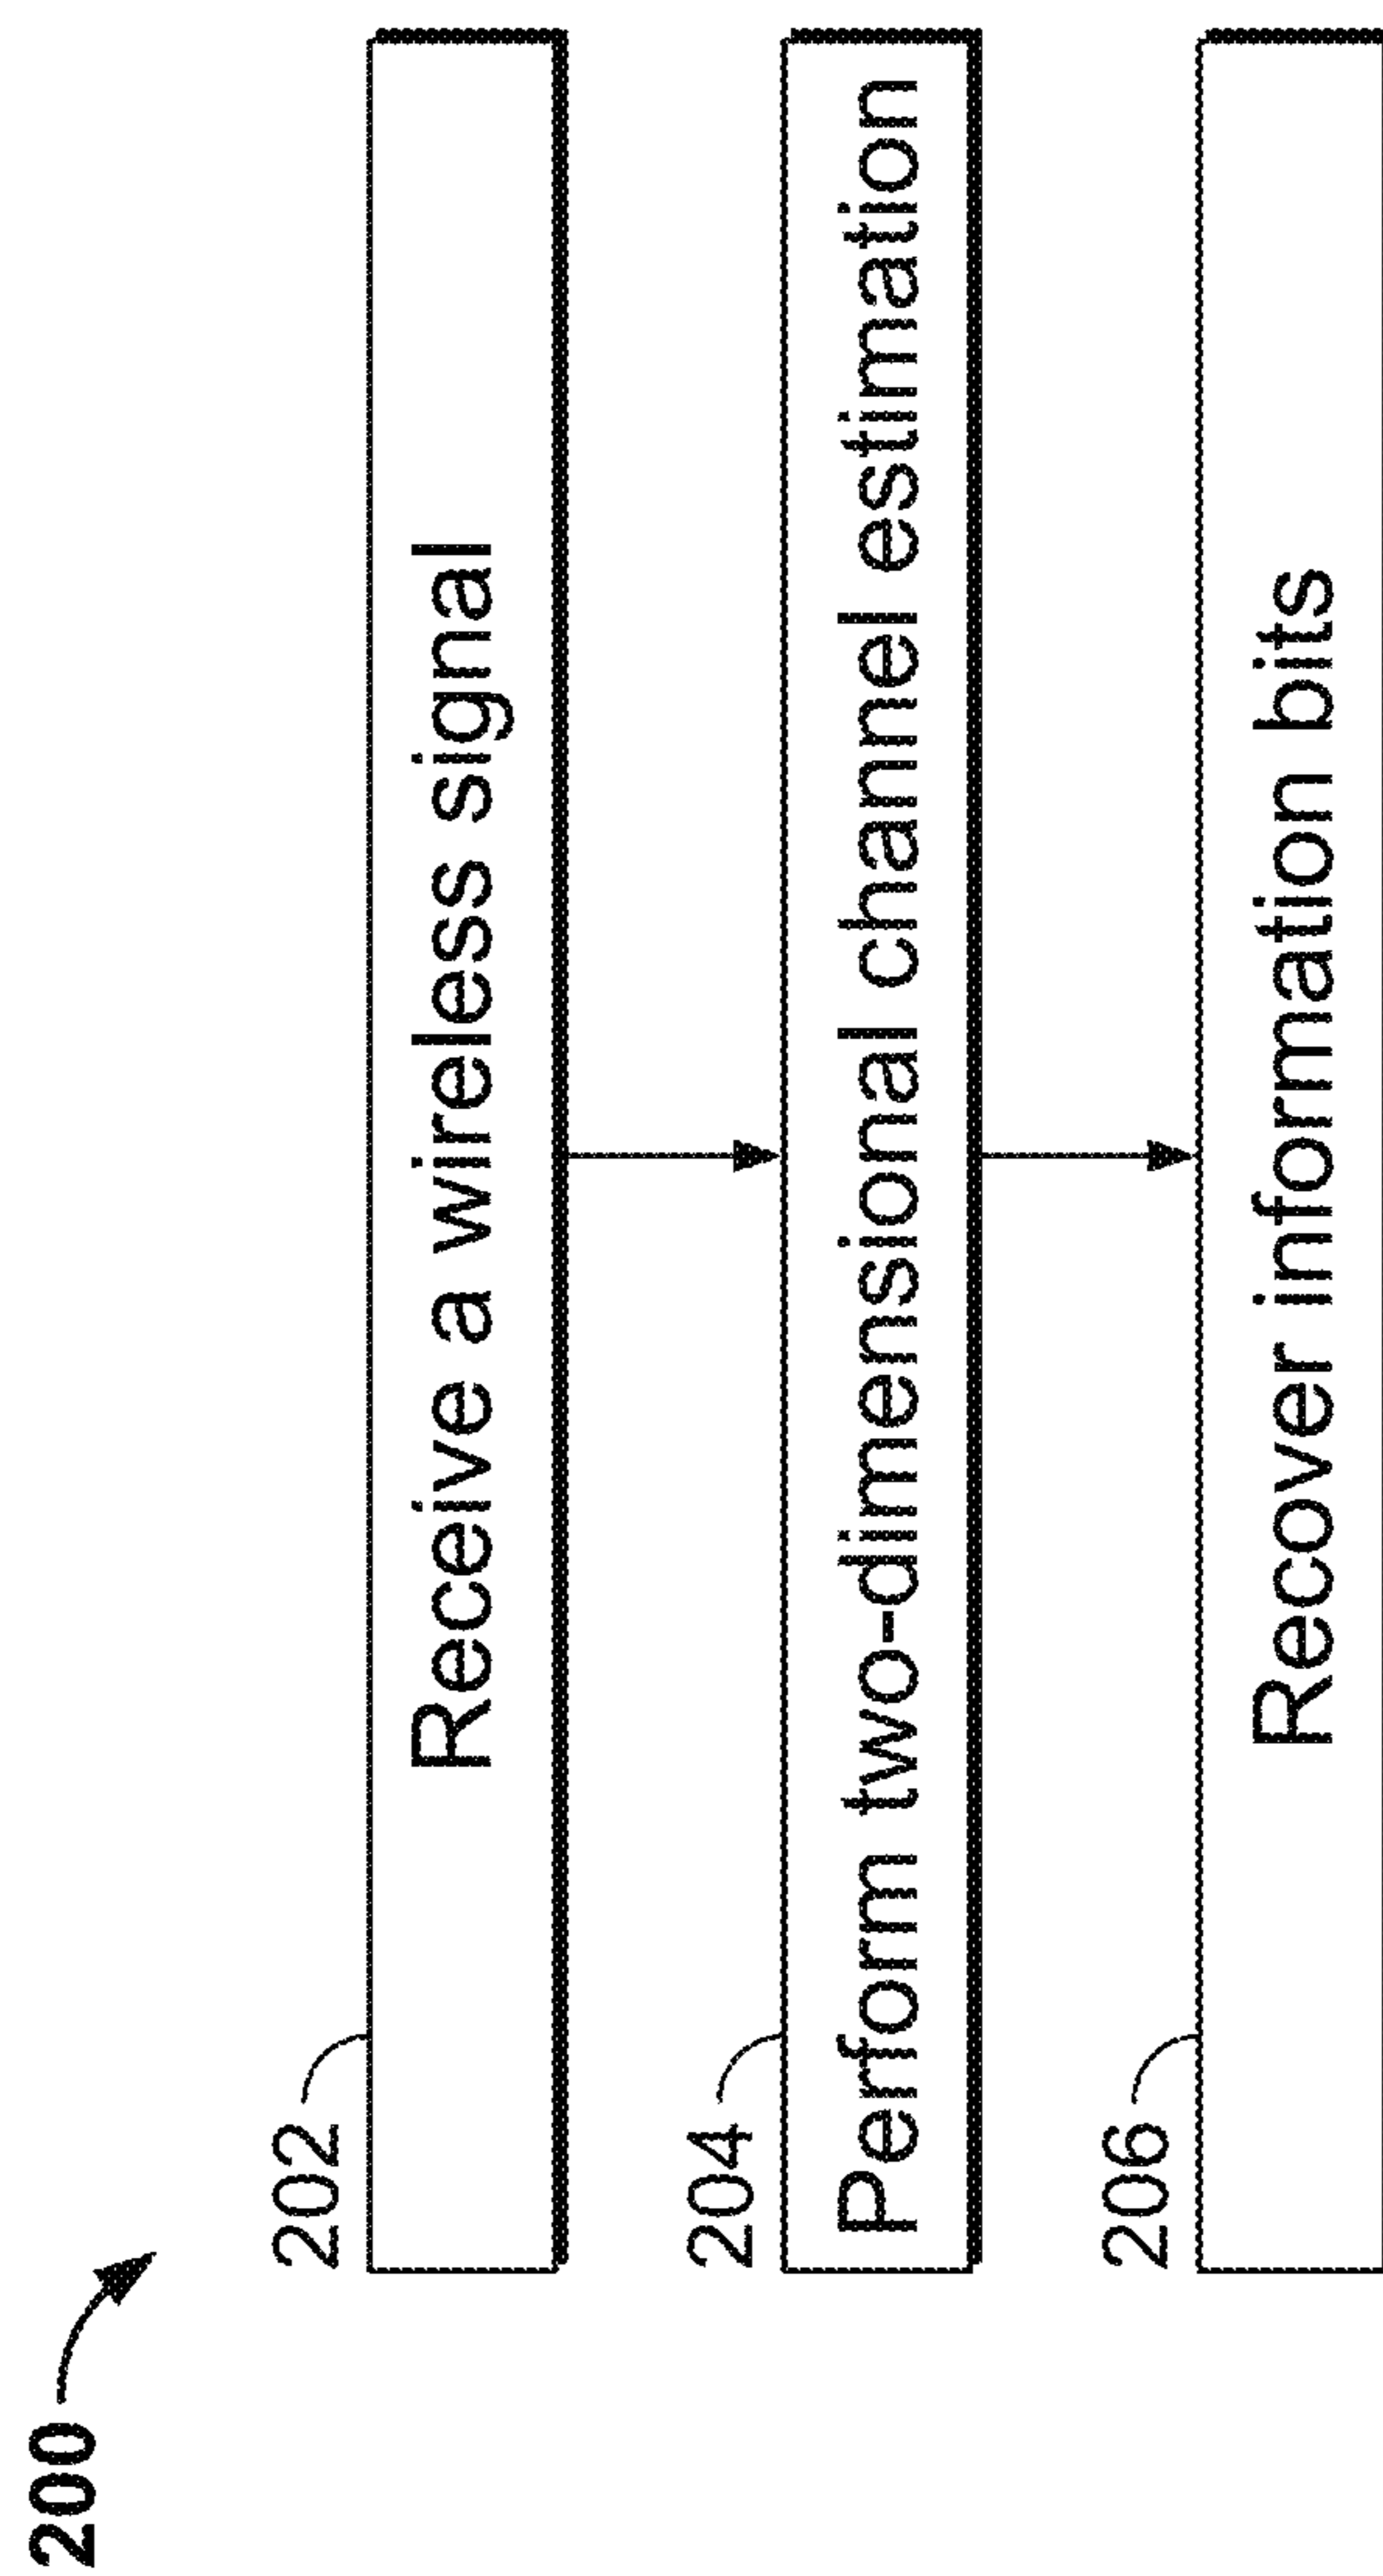 200
202
Receive a wireless signal
204
Perform two-dimensional channel estimation
206
Recover information bits